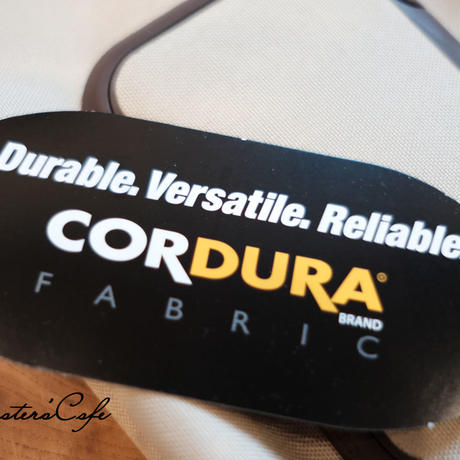 Durable. Versatile. Reliable.
CORDURA®
BRAND
FABRIC